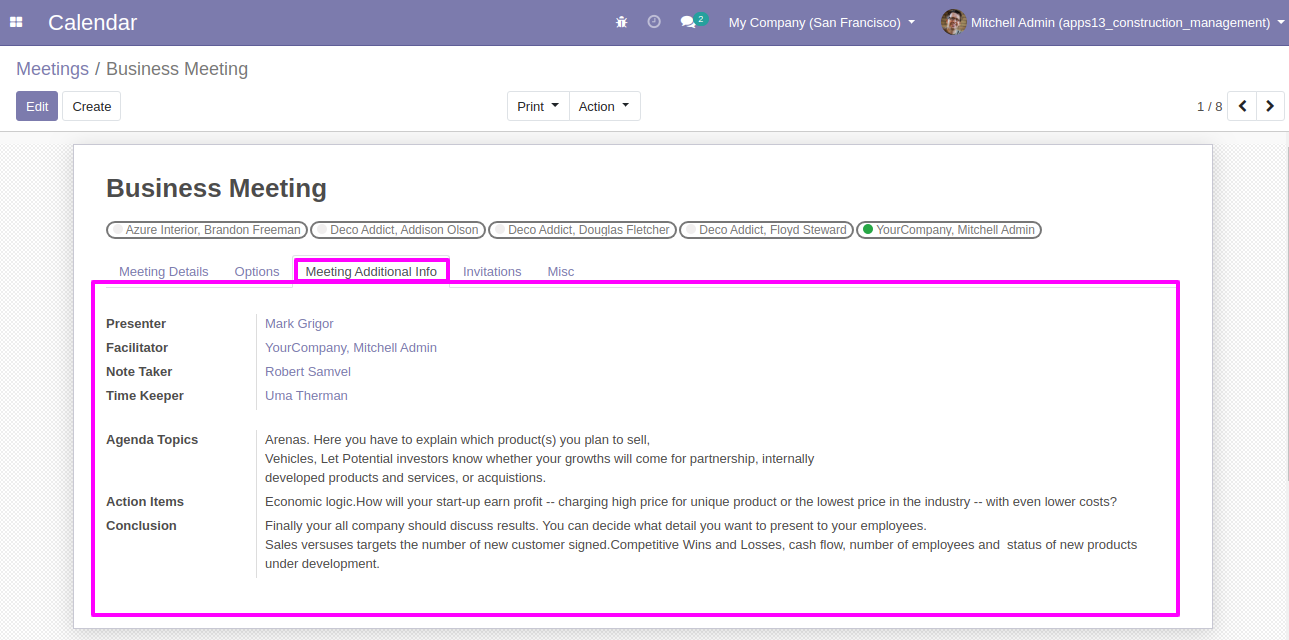 Calendar 2 My Company (San Francisco) Mitchell Admin (apps13_construction_management)
Meetings / Business Meeting
Edit Create Print Action 1 / 8
Business Meeting
Azure Interior, Brandon Freeman Deco Addict, Addison Olson Deco Addict, Douglas Fletcher Deco Addict, Floyd Steward YourCompany, Mitchell Admin
Meeting Details Options Meeting Additional Info Invitations Misc
Presenter Mark Grigor
Facilitator YourCompany, Mitchell Admin
Note Taker Robert Samvel
Time Keeper Uma Therman
Agenda Topics Arenas. Here you have to explain which product(s) you plan to sell,
Vehicles, Let Potential investors know whether your growths will come for partnership, internally
developed products and services, or acquistions.
Action Items Economic logic.How will your start-up earn profit -- charging high price for unique product or the lowest price in the industry -- with even lower costs?
Conclusion Finally your all company should discuss results. You can decide what detail you want to present to your employees.
Sales versuses targets the number of new customer signed.Competitive Wins and Losses, cash flow, number of employees and  status of new products
under development.